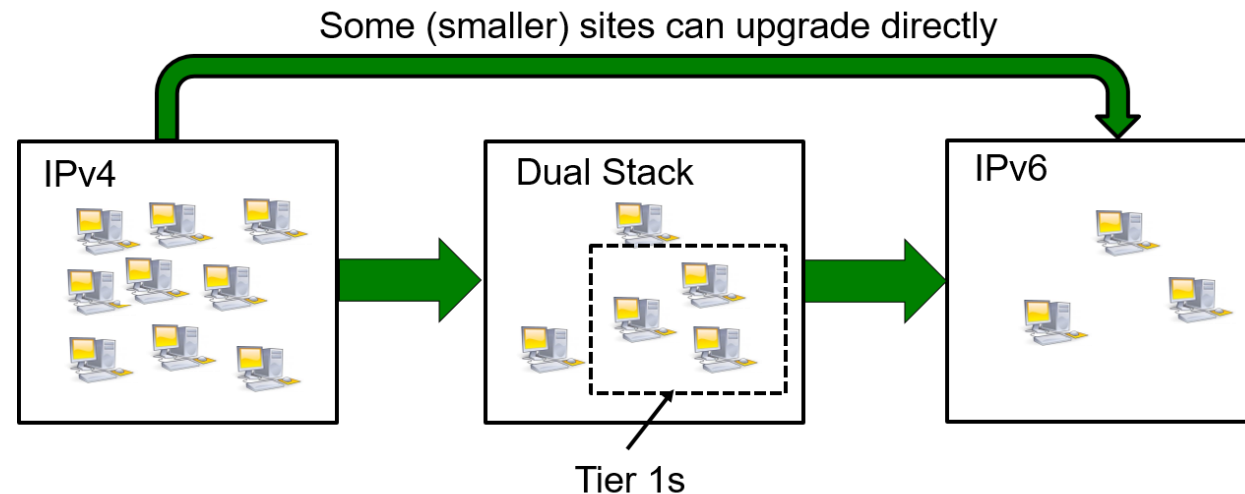 Some (smaller) sites can upgrade directly
IPv4
Dual Stack
IPv6
Tier 1s